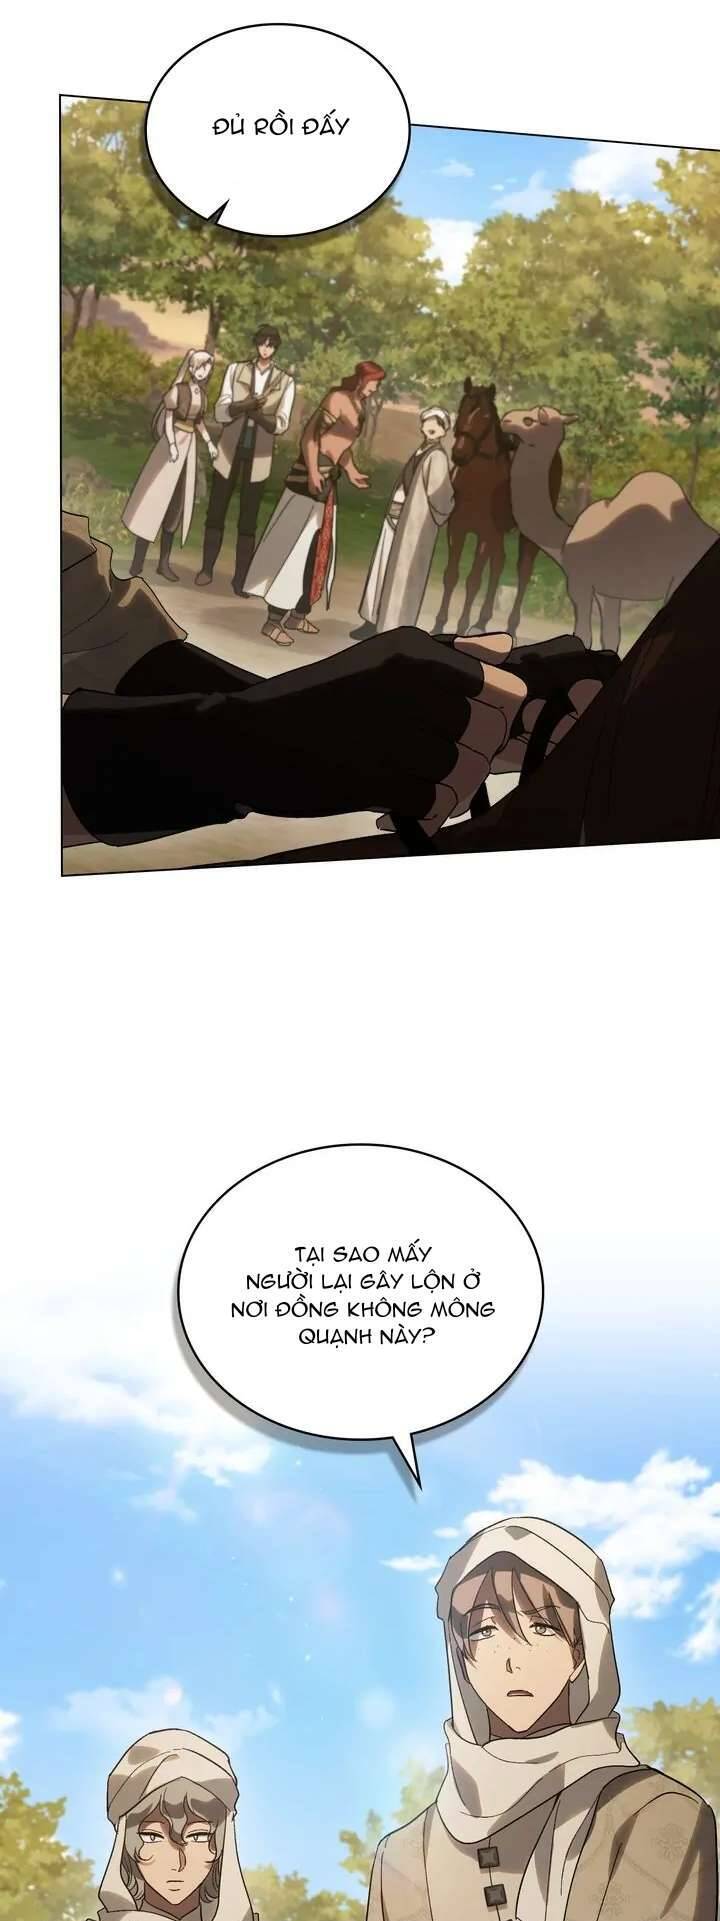 ĐỦ RỒI ĐẤY
TẠI SAO MẤY
NGƯỜI LẠI GÂY LỘN Ở
NƠI ĐỒNG KHÔNG MÔNG
QUẠNH NÀY?